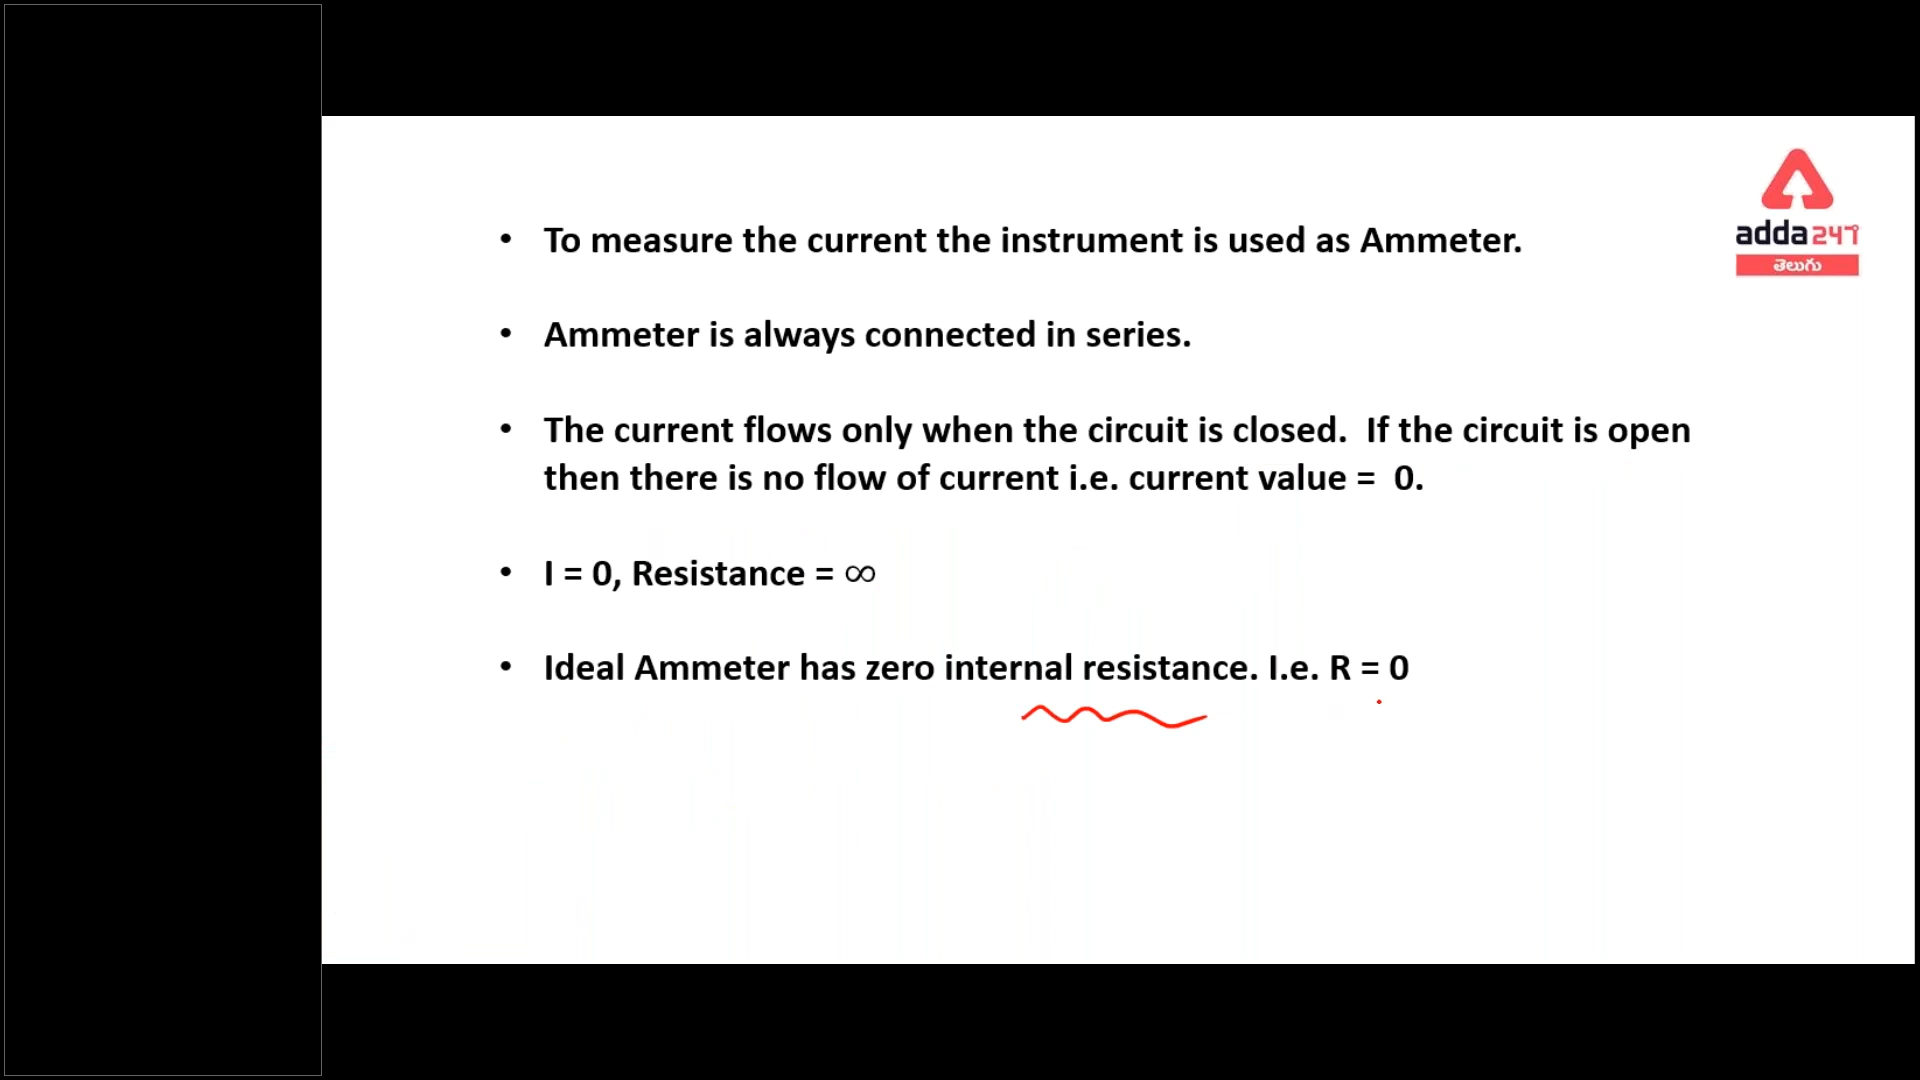 adda247
తెలుగు
• To measure the current the instrument is used as Ammeter.
• Ammeter is always connected in series.
• The current flows only when the circuit is closed.  If the circuit is open
then there is no flow of current i.e. current value =  0.
• I = 0, Resistance = ∞
• Ideal Ammeter has zero internal resistance. I.e. R = 0